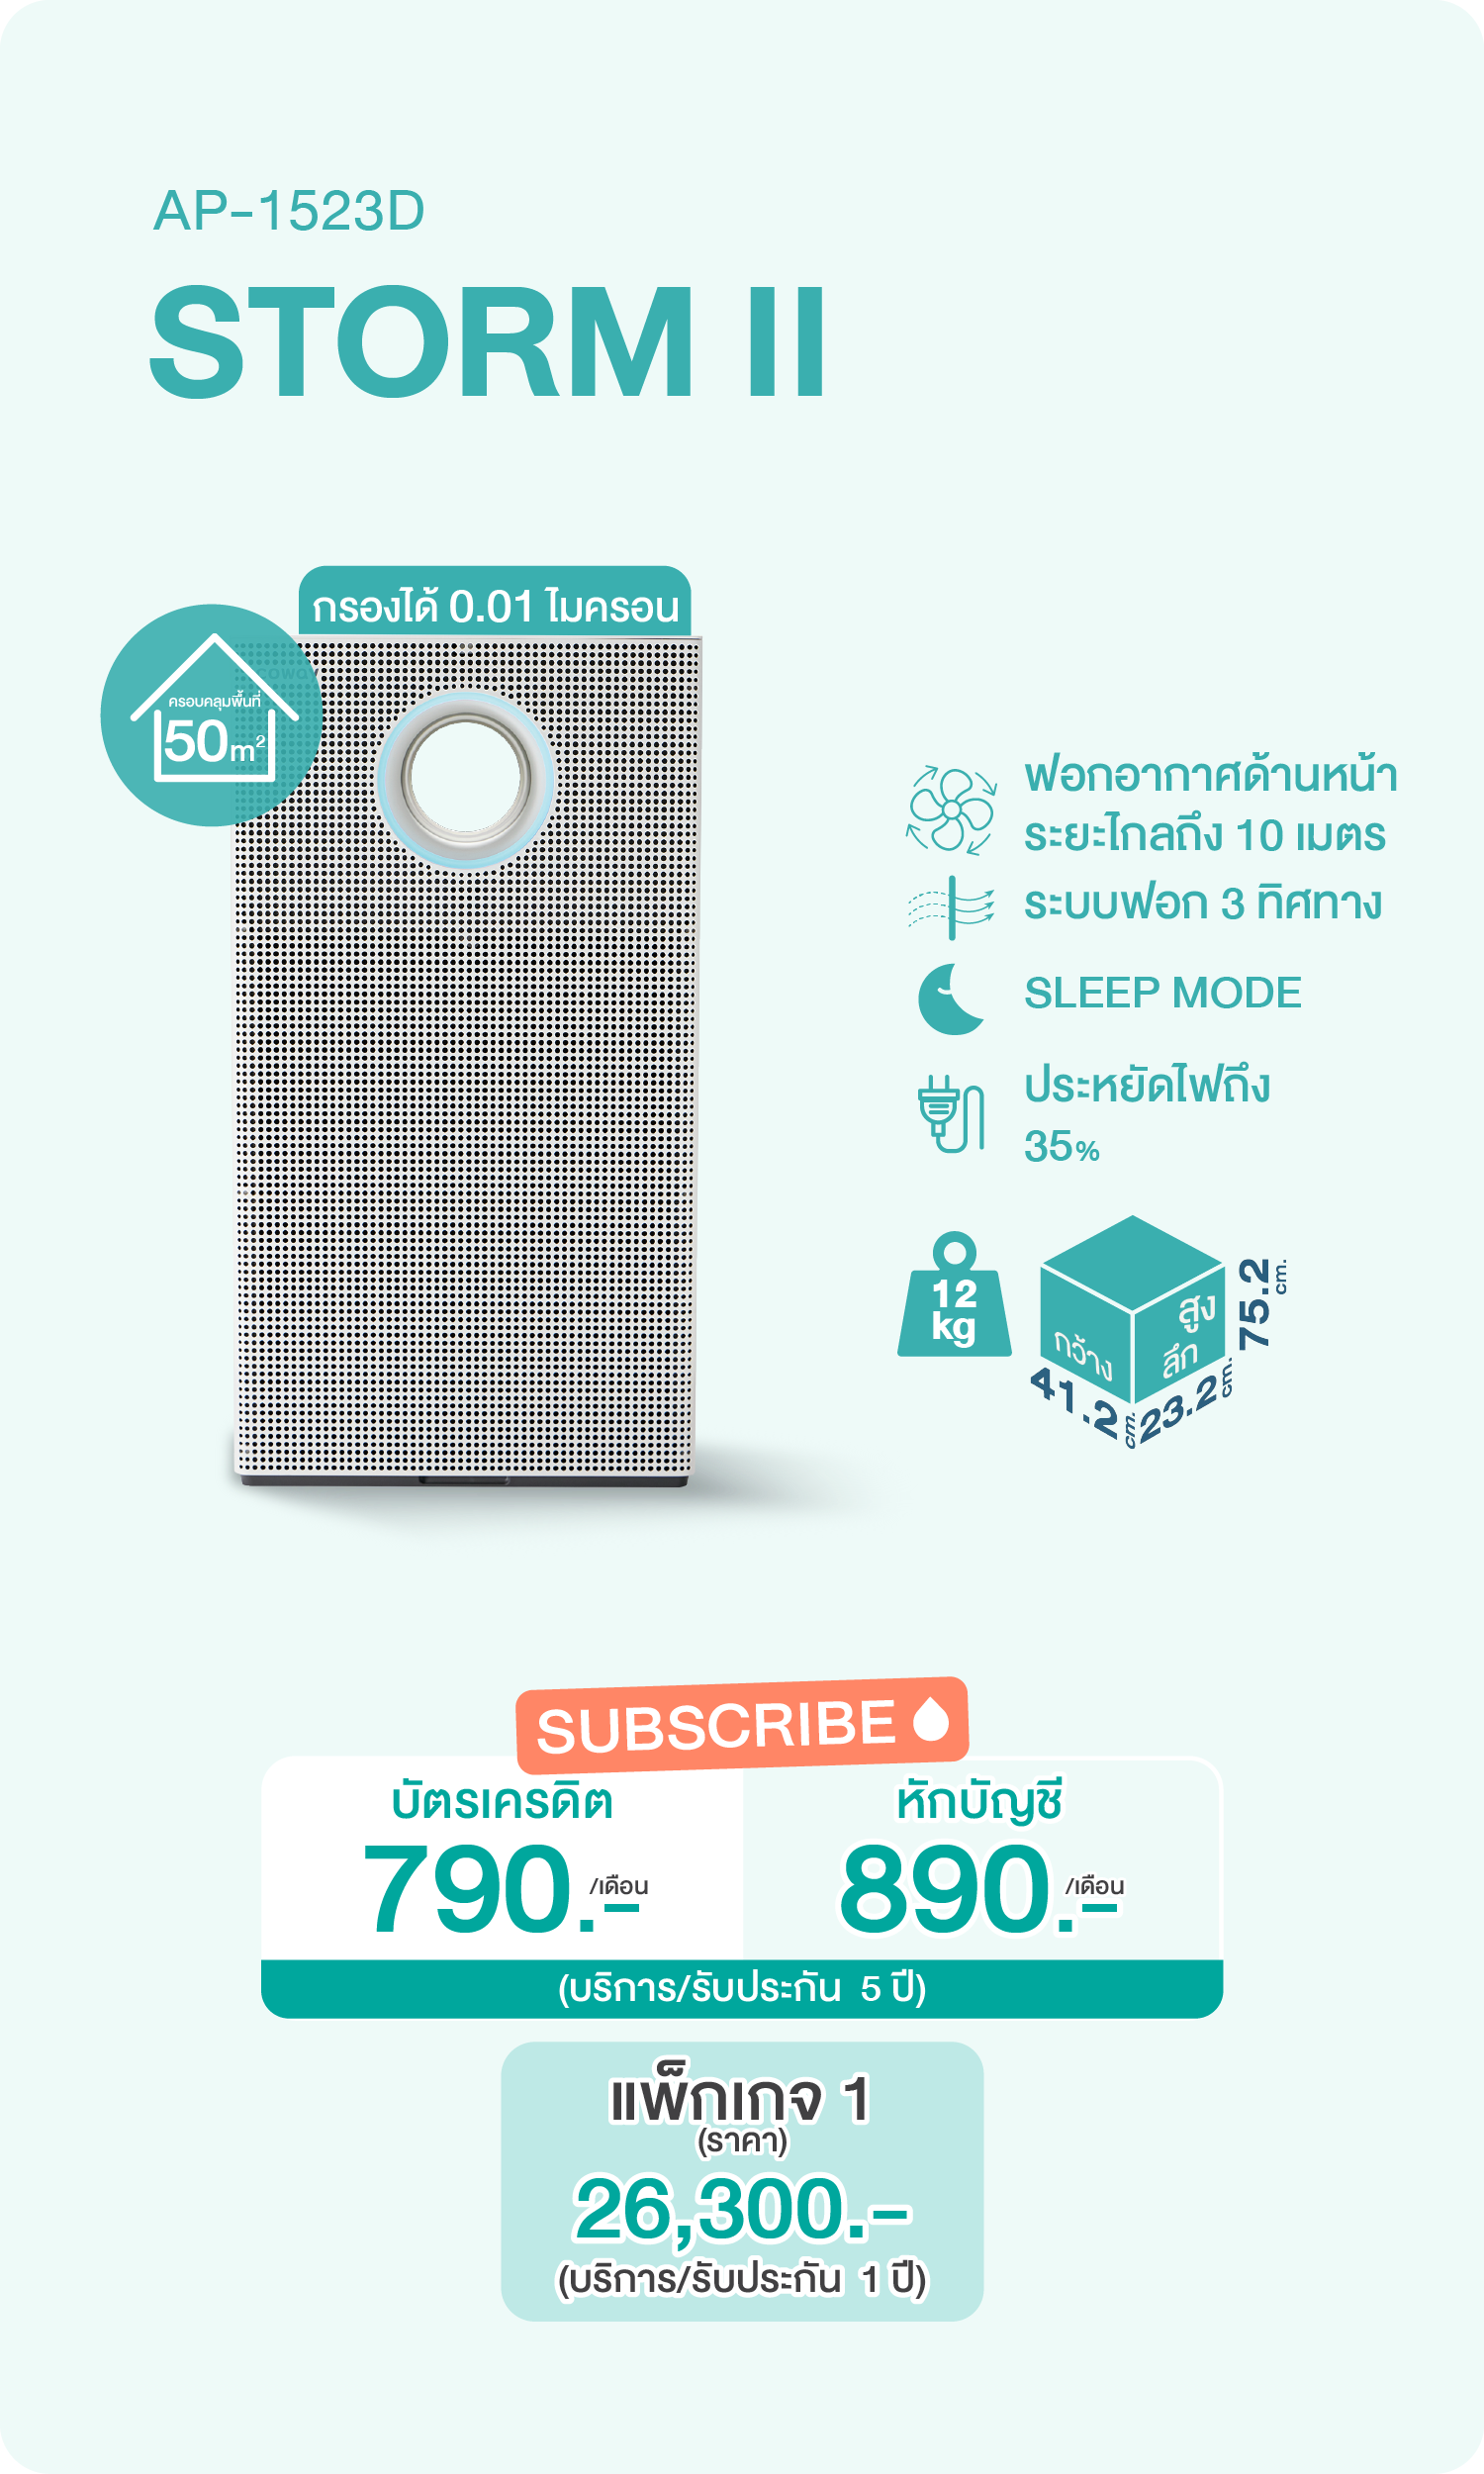 AP-1523D
STORM II
กรองได้ 0.01 ไมครอน
coway
ครอบคลุมพื้นที่
50m²
ฟอกอากาศด้านหน้า
ระยะไกลถึง 10 เมตร
ระบบฟอก 3 ทิศทาง
SLEEP MODE
ประหยัดไฟถึง
35%
12
kg
กว้าง
41.2 cm.
ลึก
23.2 cm.
สูง
75.2 cm.
SUBSCRIBE
บัตรเครดิต
790.- /เดือน
หักบัญชี
890.- /เดือน
(บริการ/รับประกัน 5 ปี)
แพ็กเกจ 1
(ราคา)
26,300.-
(บริการ/รับประกัน 1 ปี)